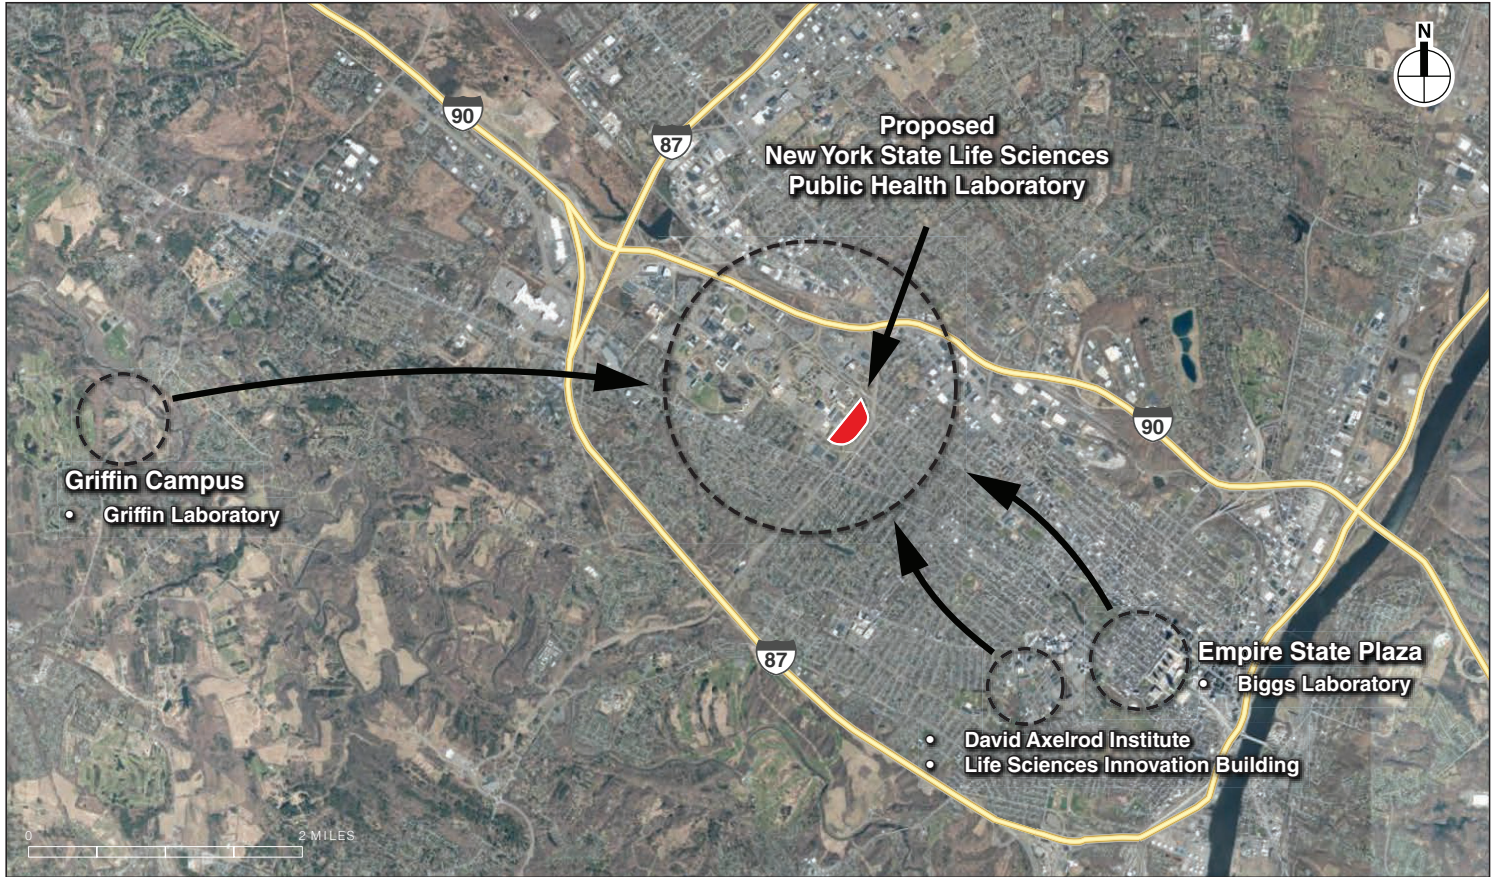 N
90
87
Proposed
New York State Life Sciences
Public Health Laboratory
90
Griffin Campus
• Griffin Laboratory
87
Empire State Plaza
• Biggs Laboratory
• David Axelrod Institute
• Life Sciences Innovation Building
0 2 MILES